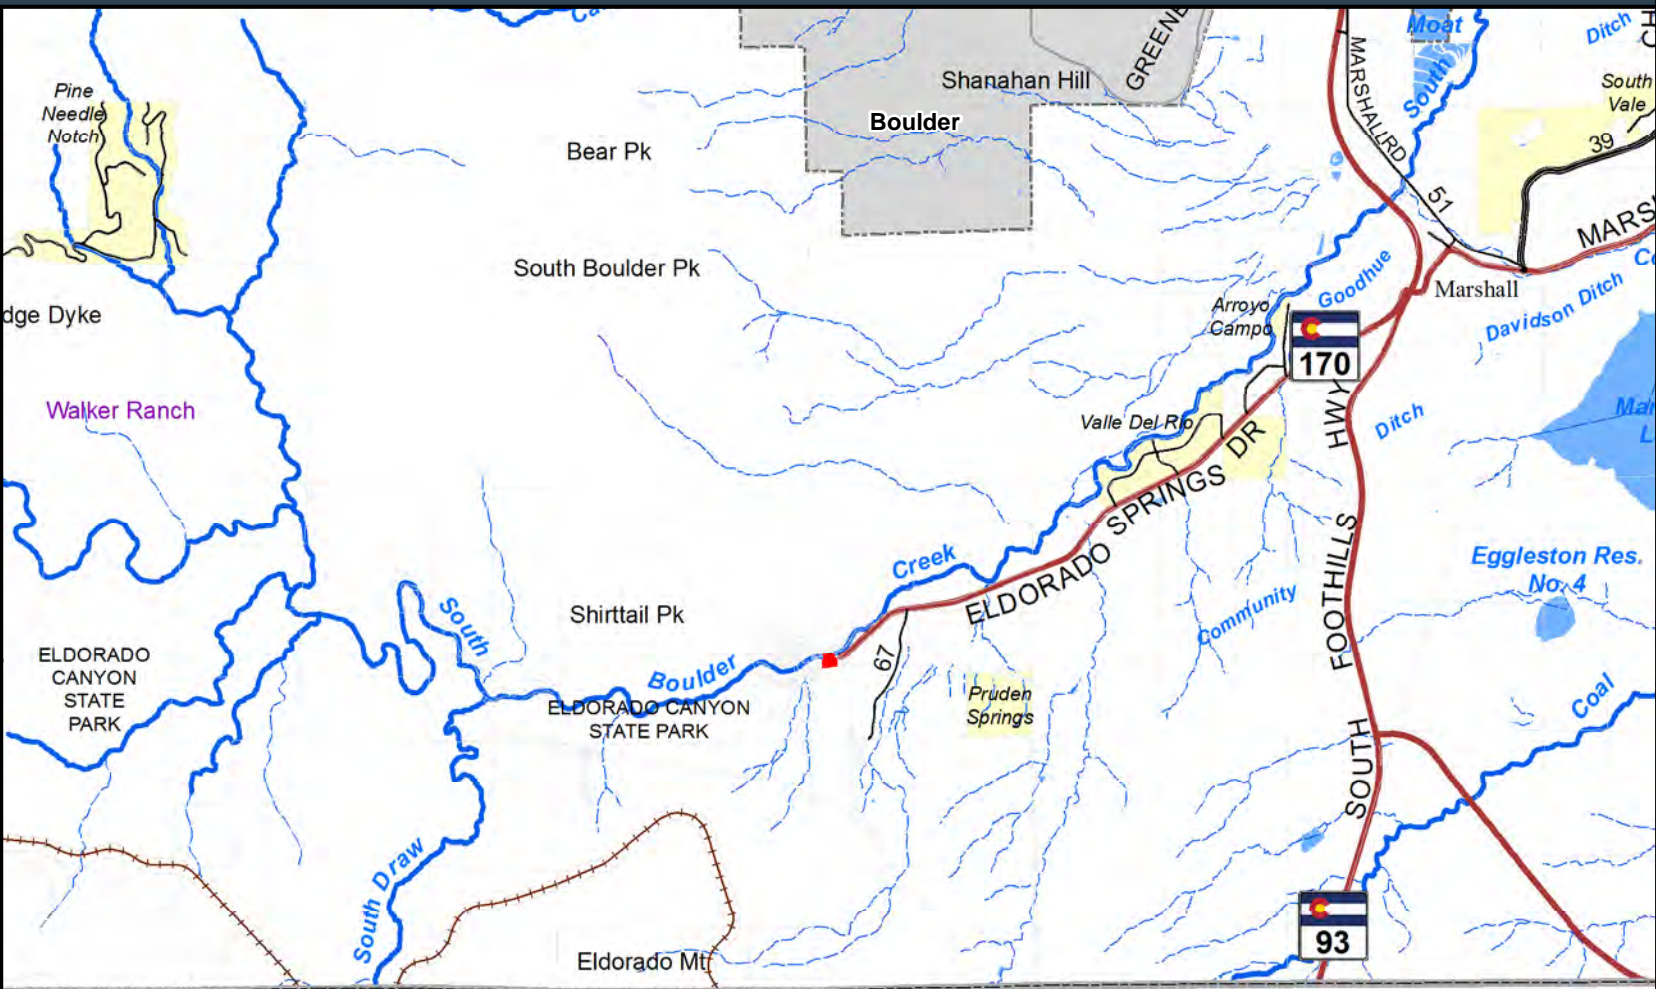 Moat
Ditch
South
GREENE
MARSHALL RD
Shanahan Hill
South
Vale
Pine
Needle
Notch
Boulder
39
Bear Pk
51
MARS
South Boulder Pk
Goodhue
Marshall
Arroyo
Campo
dge Dyke
Davidson Ditch
170
Walker Ranch
HWY
Ditch
Valle Del Rio
ELDORADO SPRINGS DR
Creek
FOOTHILLS
Eggleston Res.
No. 4
Community
South
Shirttail Pk
ELDORADO
CANYON
STATE
PARK
67
Boulder
Pruden
Springs
Coal
ELDORADO CANYON
STATE PARK
SOUTH
South Draw
93
Eldorado Mt